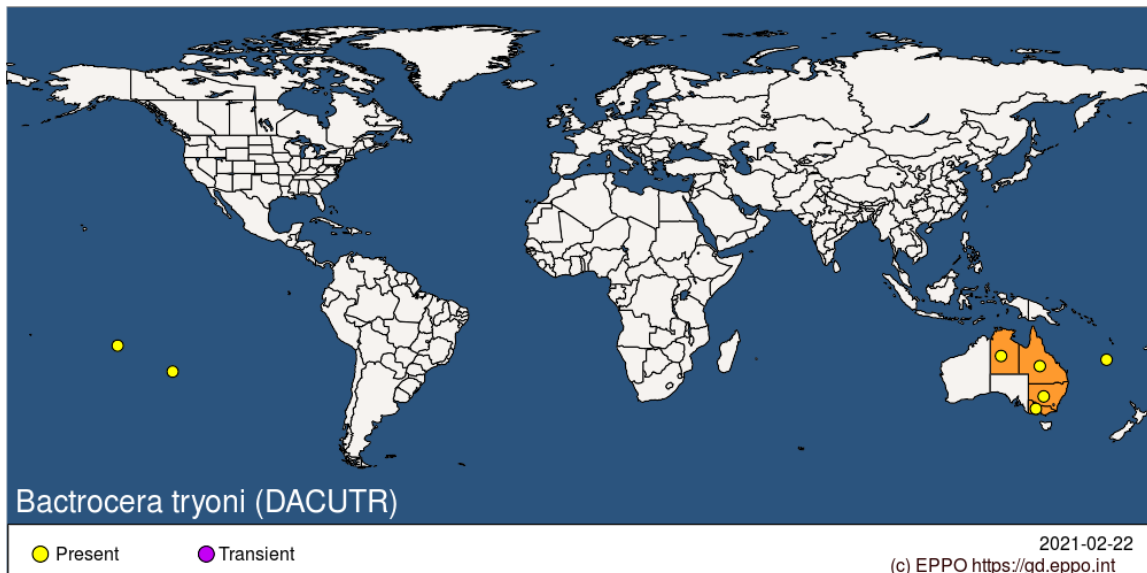 Bactrocera tryoni (DACUTR)
Present
Transient
2021-02-22
(c) EPPO https://gd.eppo.int